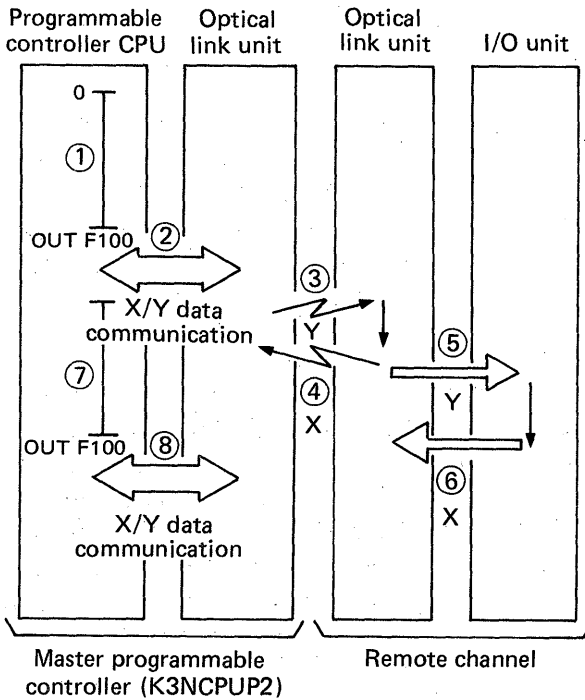 Programmable
controller CPU
Optical
link unit
Optical
link unit
I/O unit
0
①
OUT F100
②
X/Y data
communication
③
Y
④
X
⑤
Y
⑥
X
⑦
OUT F100
⑧
X/Y data
communication
Master programmable
controller (K3NCPUP2)
Remote channel